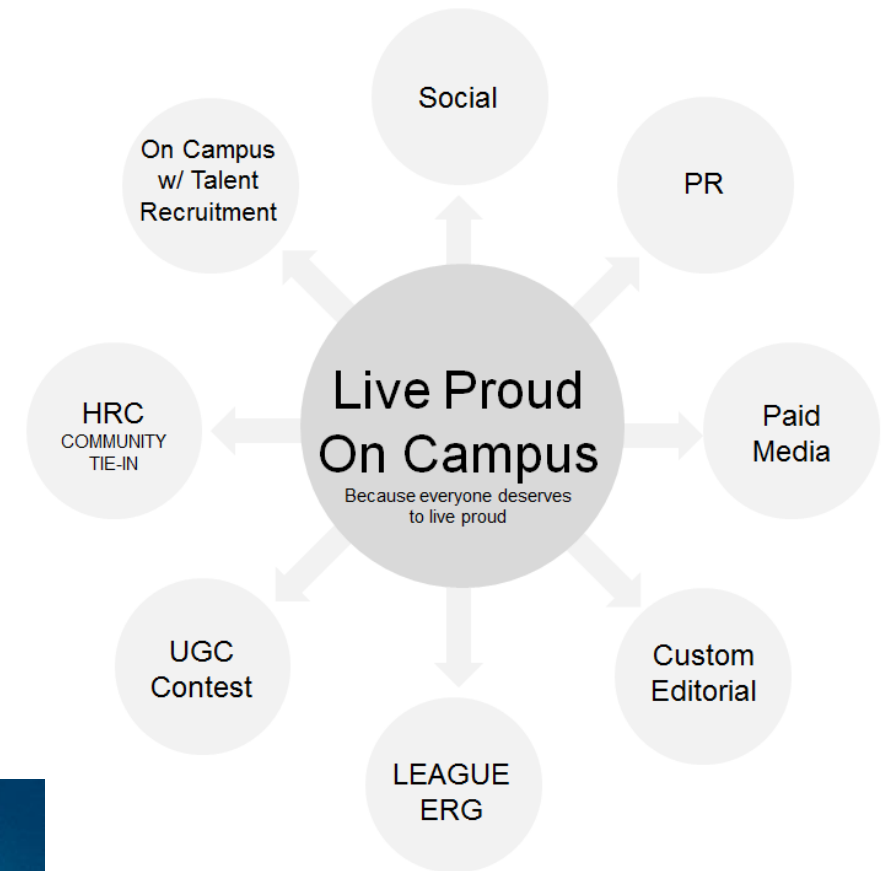 Social
On Campus
w/ Talent
Recruitment
PR
Live Proud
On Campus
Because everyone deserves
to live proud
HRC
COMMUNITY
TIE-IN
Paid
Media
UGC
Contest
Custom
Editorial
LEAGUE
ERG